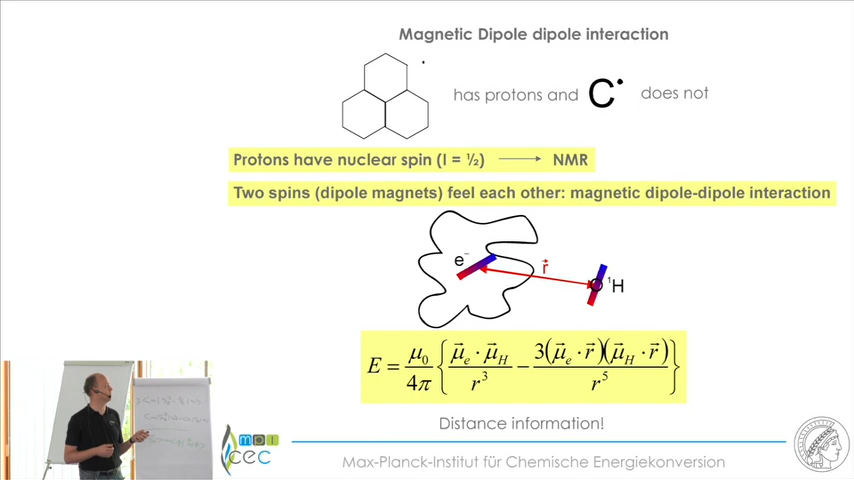 Magnetic Dipole dipole interaction
has protons and C• does not
Protons have nuclear spin (I = ½) ⟶ NMR
Two spins (dipole magnets) feel each other: magnetic dipole-dipole interaction
e⁻
r⃗
¹H
E = μ₀/4π { μ⃗ₑ · μ⃗_H / r³ − 3(μ⃗ₑ · r⃗)(μ⃗_H · r⃗) / r⁵ }
Distance information!
mpi
cec
Max-Planck-Institut für Chemische Energiekonversion